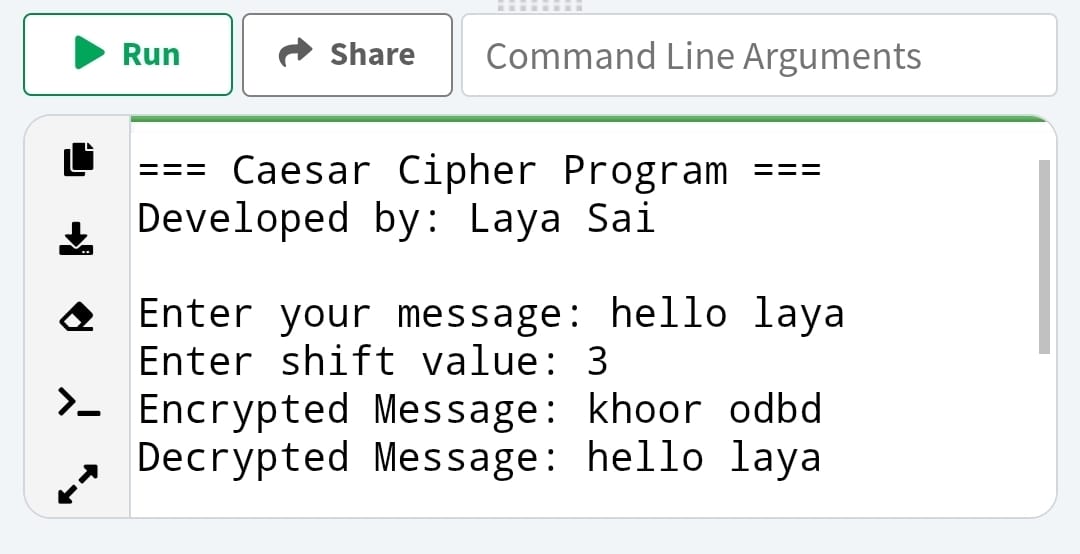 Run
Share
Command Line Arguments
=== Caesar Cipher Program ===
Developed by: Laya Sai
Enter your message: hello laya
Enter shift value: 3
Encrypted Message: khoor odbd
Decrypted Message: hello laya